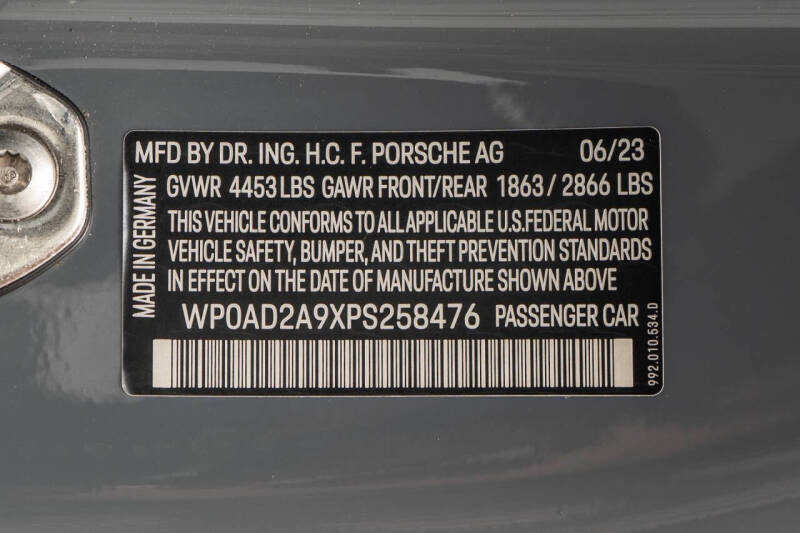 MFD BY DR. ING. H.C. F. PORSCHE AG 06/23
GVWR 4453 LBS GAWR FRONT/REAR 1863 / 2866 LBS
THIS VEHICLE CONFORMS TO ALL APPLICABLE U.S.FEDERAL MOTOR
VEHICLE SAFETY, BUMPER, AND THEFT PREVENTION STANDARDS
IN EFFECT ON THE DATE OF MANUFACTURE SHOWN ABOVE
WP0AD2A9XPS258476 PASSENGER CAR
MADE IN GERMANY
992.010.534.D